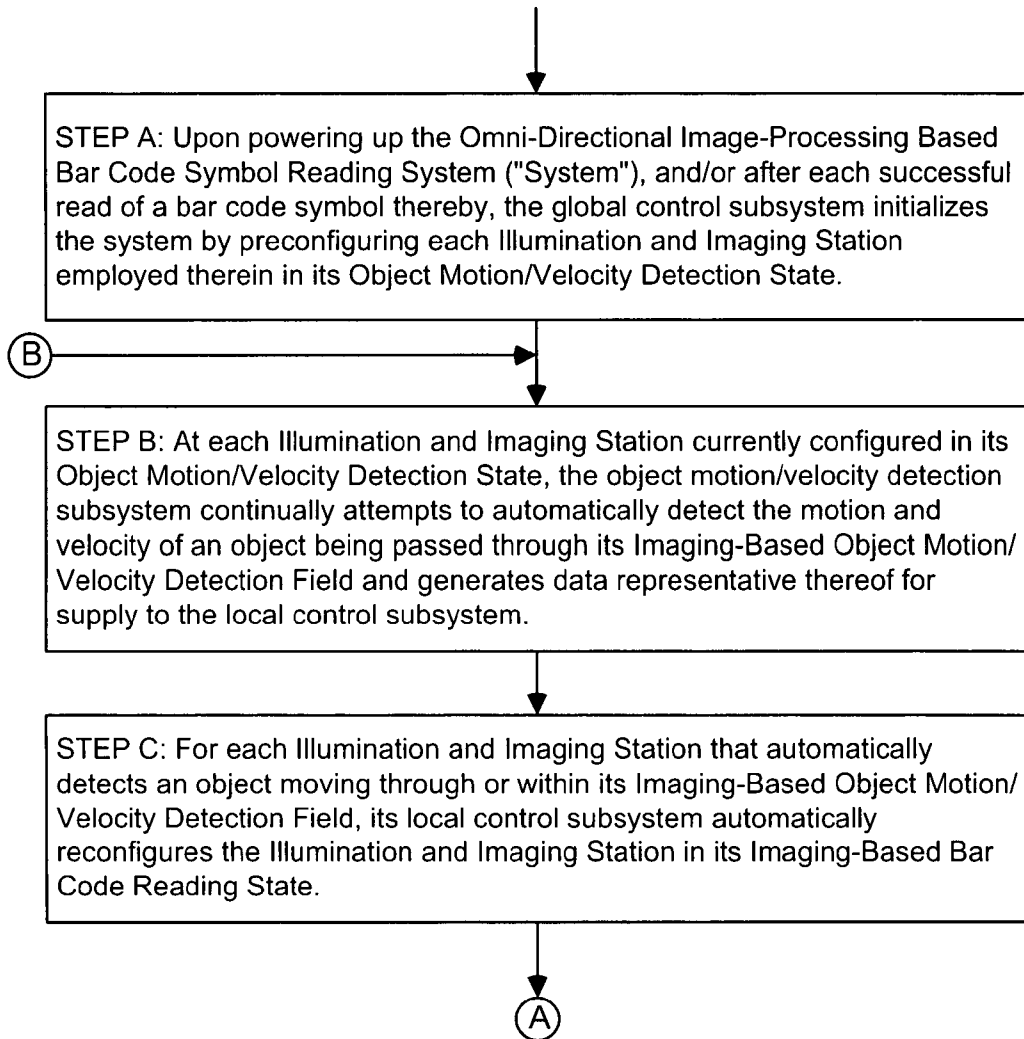 STEP A: Upon powering up the Omni-Directional Image-Processing Based
Bar Code Symbol Reading System ("System"), and/or after each successful
read of a bar code symbol thereby, the global control subsystem initializes
the system by preconfiguring each Illumination and Imaging Station
employed therein in its Object Motion/Velocity Detection State.
B
STEP B: At each Illumination and Imaging Station currently configured in its
Object Motion/Velocity Detection State, the object motion/velocity detection
subsystem continually attempts to automatically detect the motion and
velocity of an object being passed through its Imaging-Based Object Motion/
Velocity Detection Field and generates data representative thereof for
supply to the local control subsystem.
STEP C: For each Illumination and Imaging Station that automatically
detects an object moving through or within its Imaging-Based Object Motion/
Velocity Detection Field, its local control subsystem automatically
reconfigures the Illumination and Imaging Station in its Imaging-Based Bar
Code Reading State.
A